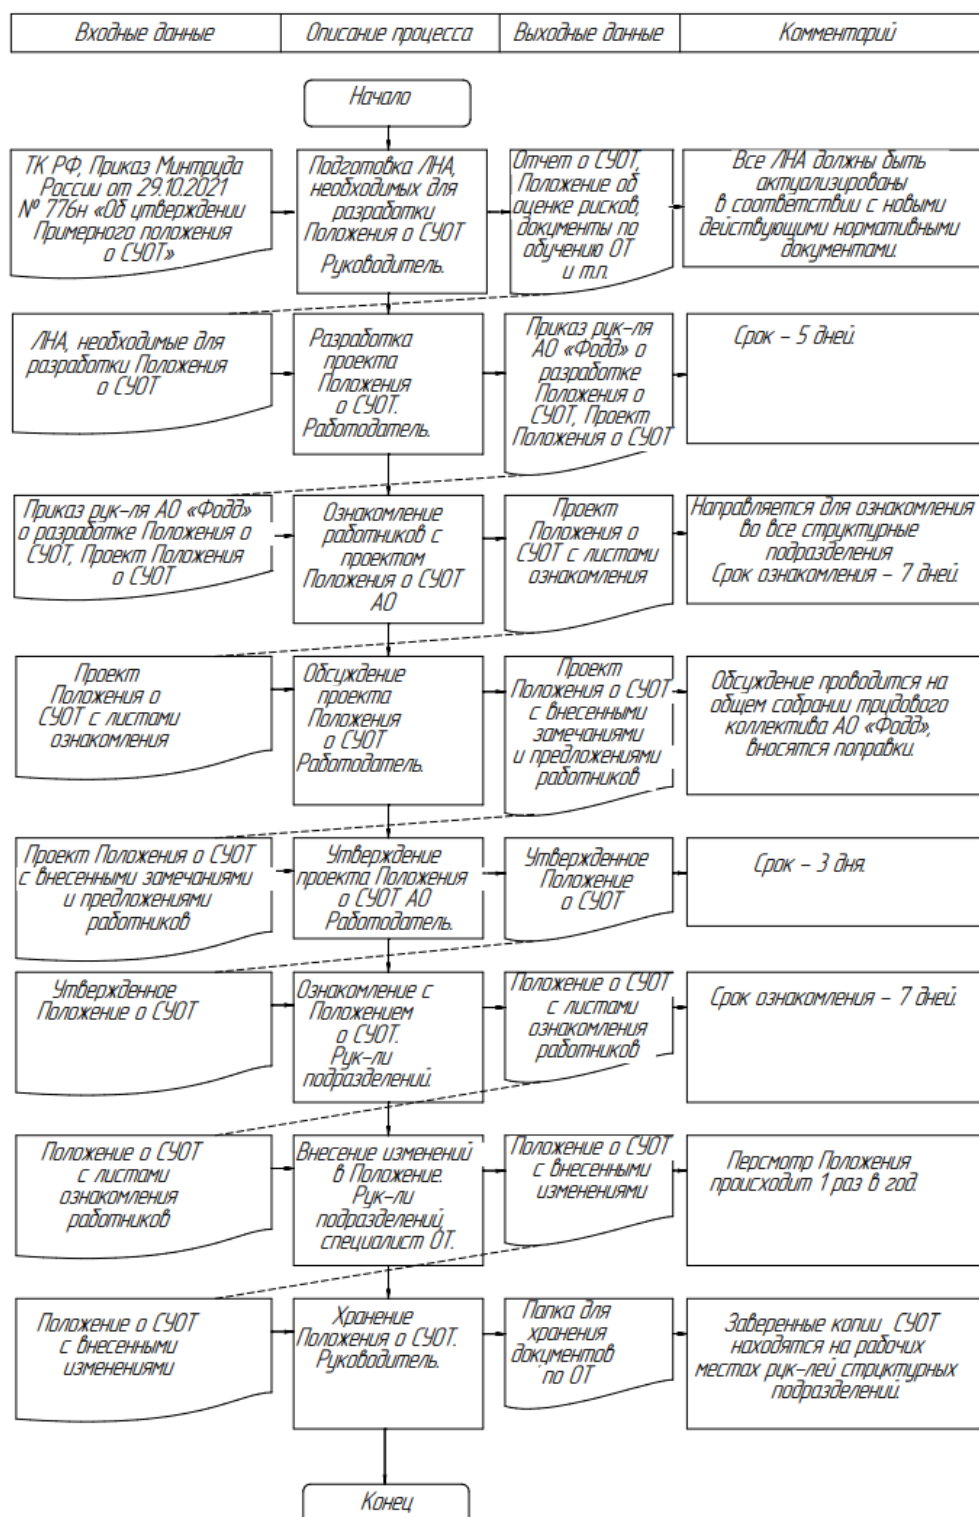 Входные данные
Описание процесса
Выходные данные
Комментарий
Начало
ТК РФ, Приказ Минтруда
России от 29.10.2021
№ 776н «Об утверждении
Примерного положения
о СУОТ»
Подготовка ЛНА,
необходимых для
разработки
Положения о СУОТ
Руководитель.
Отчет о СУОТ,
Положение об
оценке рисков,
документы по
обучению ОТ
и т.п.
Все ЛНА должны быть
актуализированы
в соответствии с новыми
действующими нормативными
документами.
ЛНА, необходимые для
разработки Положения
о СУОТ
Разработка
проекта
Положения
о СУОТ.
Работодатель.
Приказ рук-ля
АО «Фодд» о
разработке
Положения о
СУОТ, Проект
Положения о СУОТ
Срок – 5 дней.
Приказ рук-ля АО «Фодд»
о разработке Положения о
СУОТ, Проект Положения
о СУОТ
Ознакомление
работников с
проектом
Положения о СУОТ
АО
Проект
Положения о
СУОТ с листами
ознакомления
Направляется для ознакомления
во все структурные
подразделения
Срок ознакомления – 7 дней.
Проект
Положения о
СУОТ с листами
ознакомления
Обсуждение
проекта
Положения
о СУОТ
Работодатель.
Проект
Положения о СУОТ
с внесенными
замечаниями
и предложениями
работников
Обсуждение проводится на
общем собрании трудового
коллектива АО «Фодд»,
вносятся поправки.
Проект Положения о СУОТ
с внесенными замечаниями
и предложениями
работников
Утверждение
проекта Положения
о СУОТ АО
Работодатель.
Утвержденное
Положение
о СУОТ
Срок – 3 дня.
Утвержденное
Положение о СУОТ
Ознакомление с
Положением
о СУОТ.
Рук-ли
подразделений.
Положение о СУОТ
с листами
ознакомления
работников
Срок ознакомления – 7 дней.
Положение о СУОТ
с листами
ознакомления
работников
Внесение изменений
в Положение.
Рук-ли
подразделений,
специалист ОТ.
Положение о СУОТ
с внесенными
изменениями
Персмотр Положения
происходит 1 раз в год.
Положение о СУОТ
с внесенными
изменениями
Хранение
Положения о СУОТ.
Руководитель.
Папка для
хранения
документов
по ОТ
Заверенные копии СУОТ
находятся на рабочих
местах рук-лей структурных
подразделений.
Конец